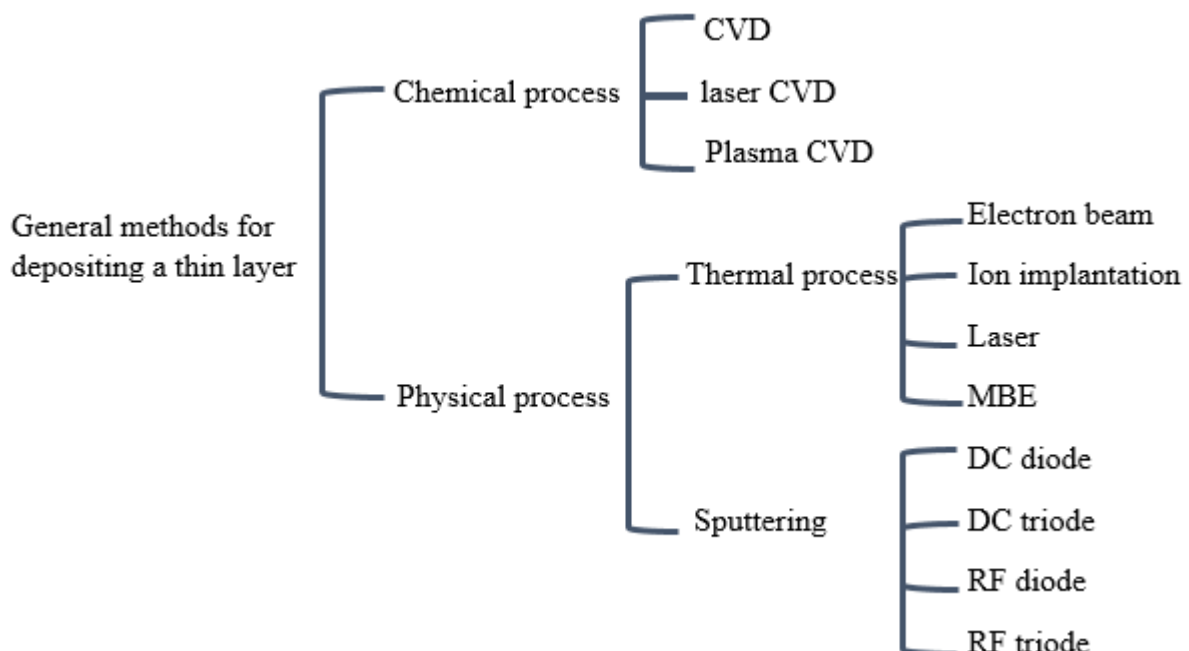 CVD
Chemical process
laser CVD
Plasma CVD
General methods for
depositing a thin layer
Electron beam
Thermal process
Ion implantation
Laser
Physical process
MBE
DC diode
Sputtering
DC triode
RF diode
RF triode